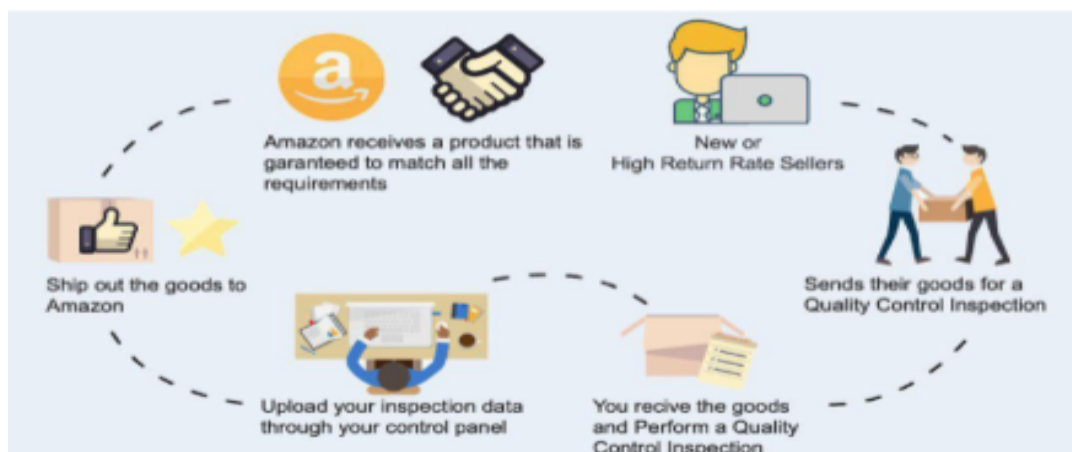 a
Amazon receives a product that is
garanteed to match all the
requirements
New or
High Return Rate Sellers
Ship out the goods to
Amazon
Sends their goods for a
Quality Control Inspection
Upload your inspection data
through your control panel
You recive the goods
and Perform a Quality
Control Inspection